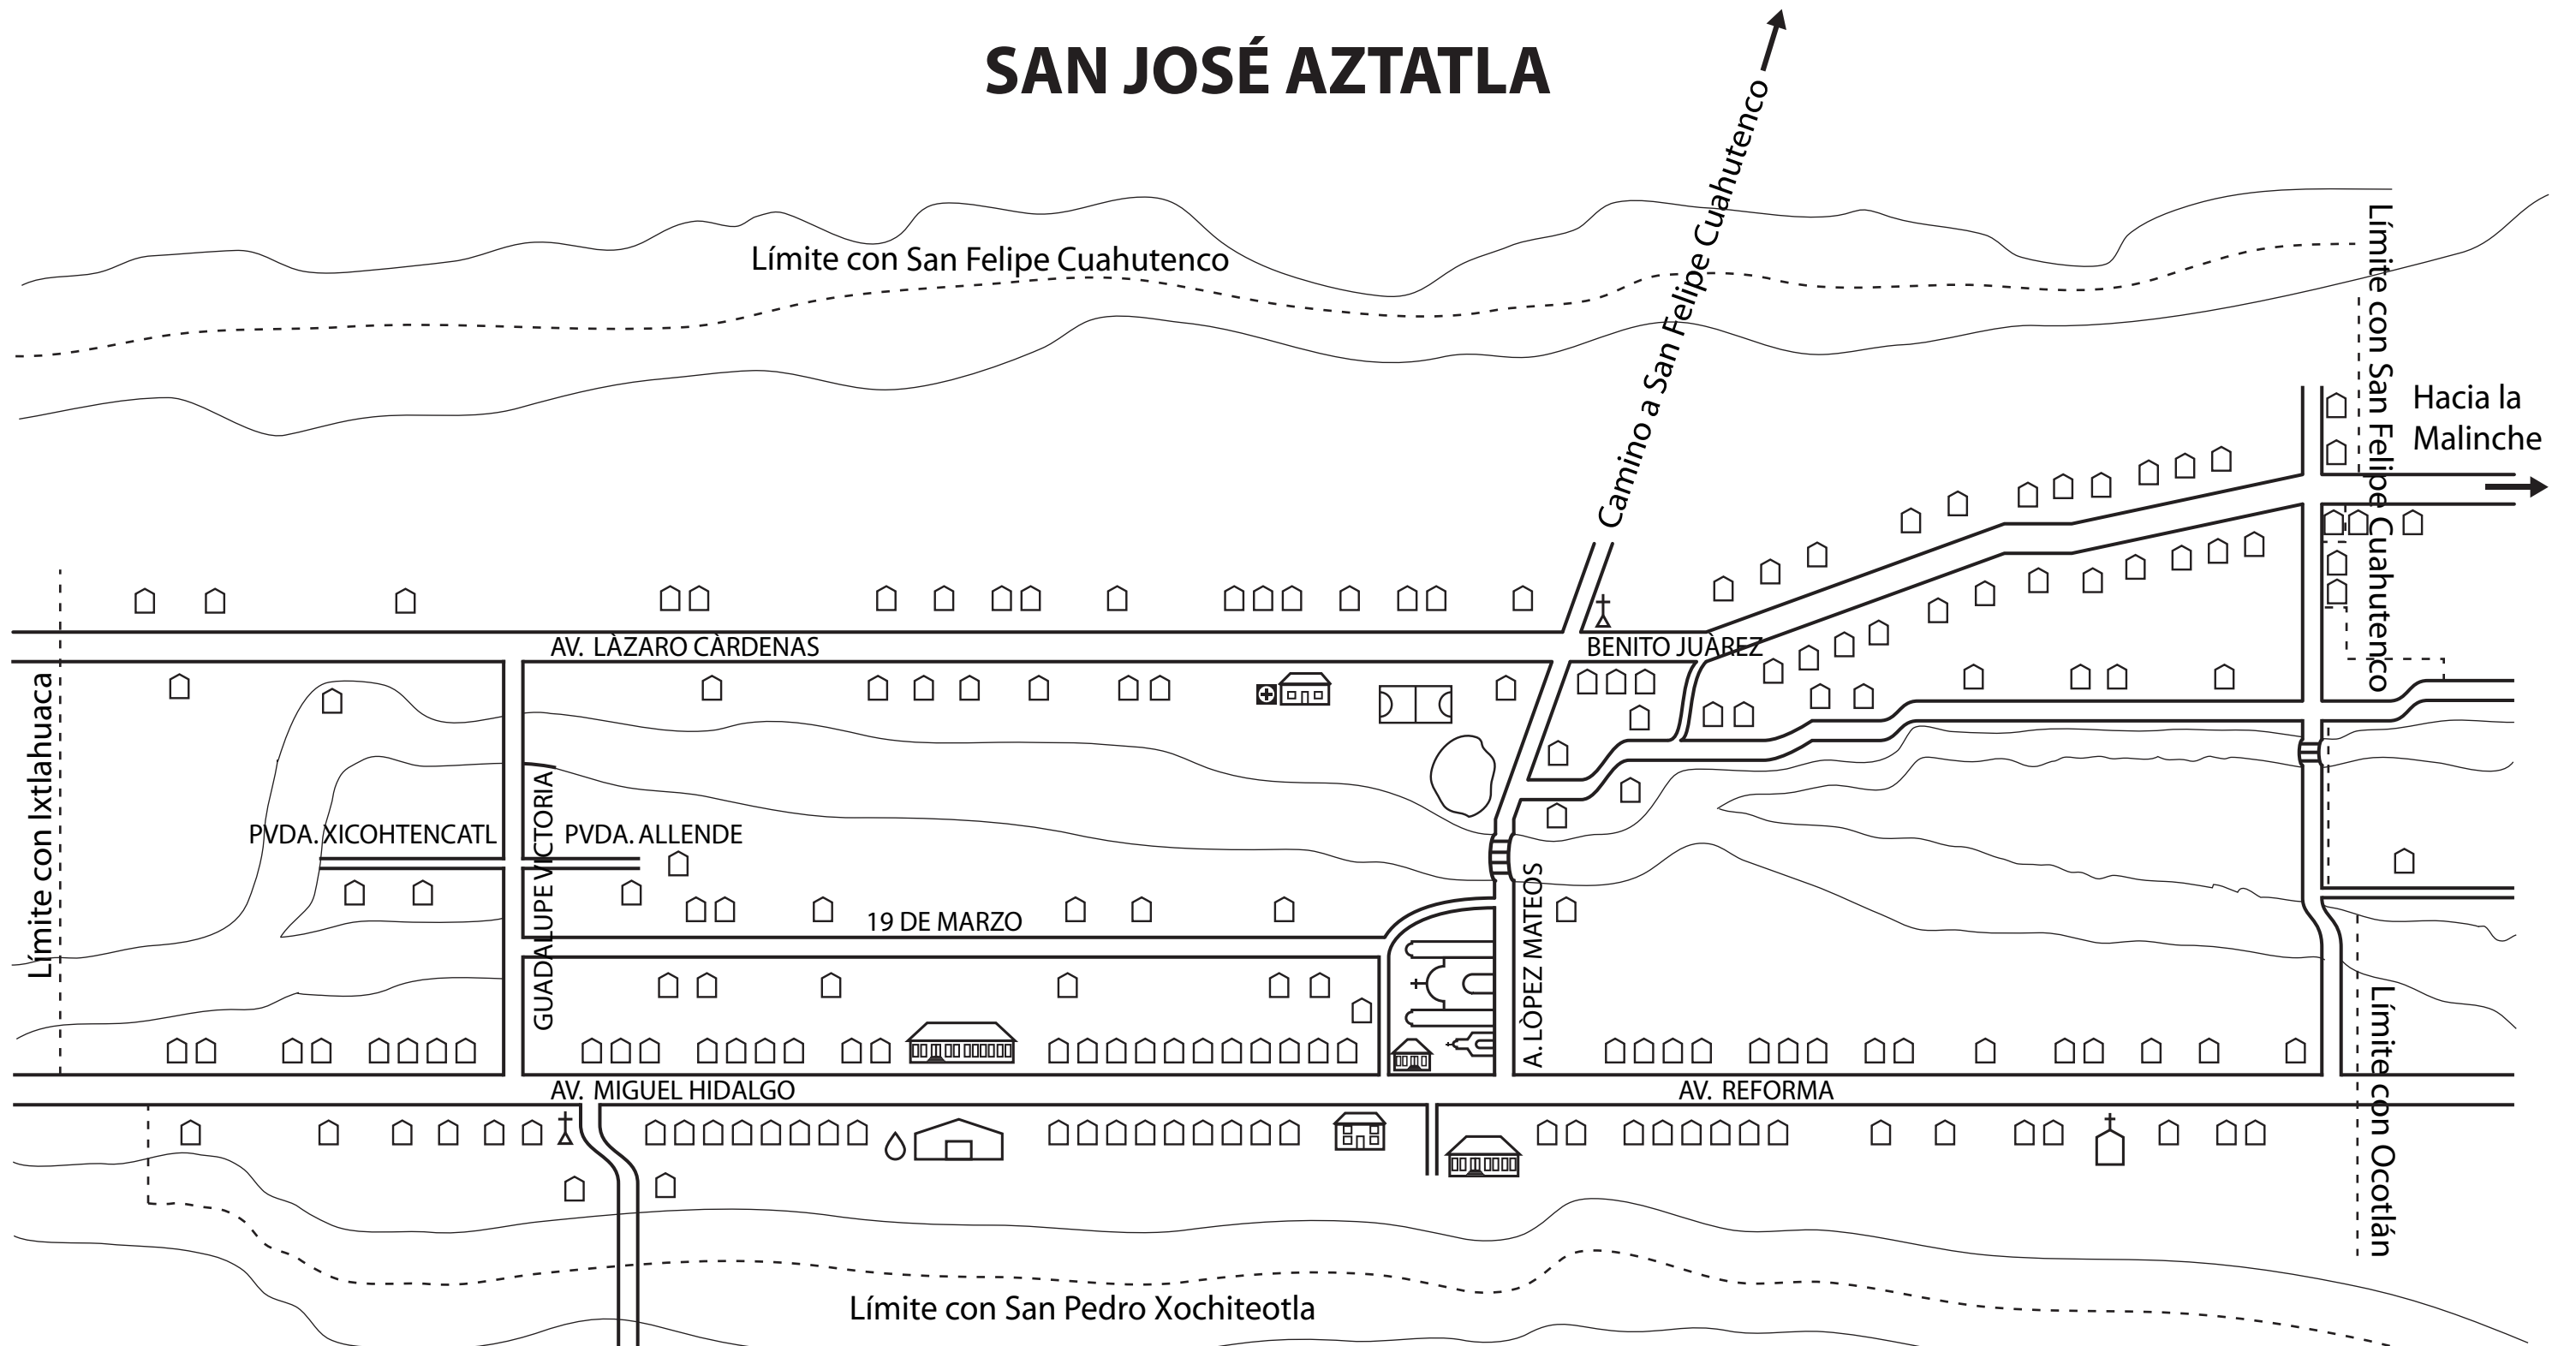 SAN JOSÉ AZTATLA
Camino a San Felipe Cuahutenco
Límite con San Felipe Cuahutenco
Límite con San Felipe Cuahutenco
Hacia la
Malinche
AV. LÀZARO CÀRDENAS
BENITO JUÀREZ
Límite con Ixtlahuaca
PVDA. XICOHTENCATL
GUADALUPE VICTORIA
PVDA. ALLENDE
19 DE MARZO
A. LÒPEZ MATEOS
AV. MIGUEL HIDALGO
AV. REFORMA
Límite con Ocotlán
Límite con San Pedro Xochiteotla